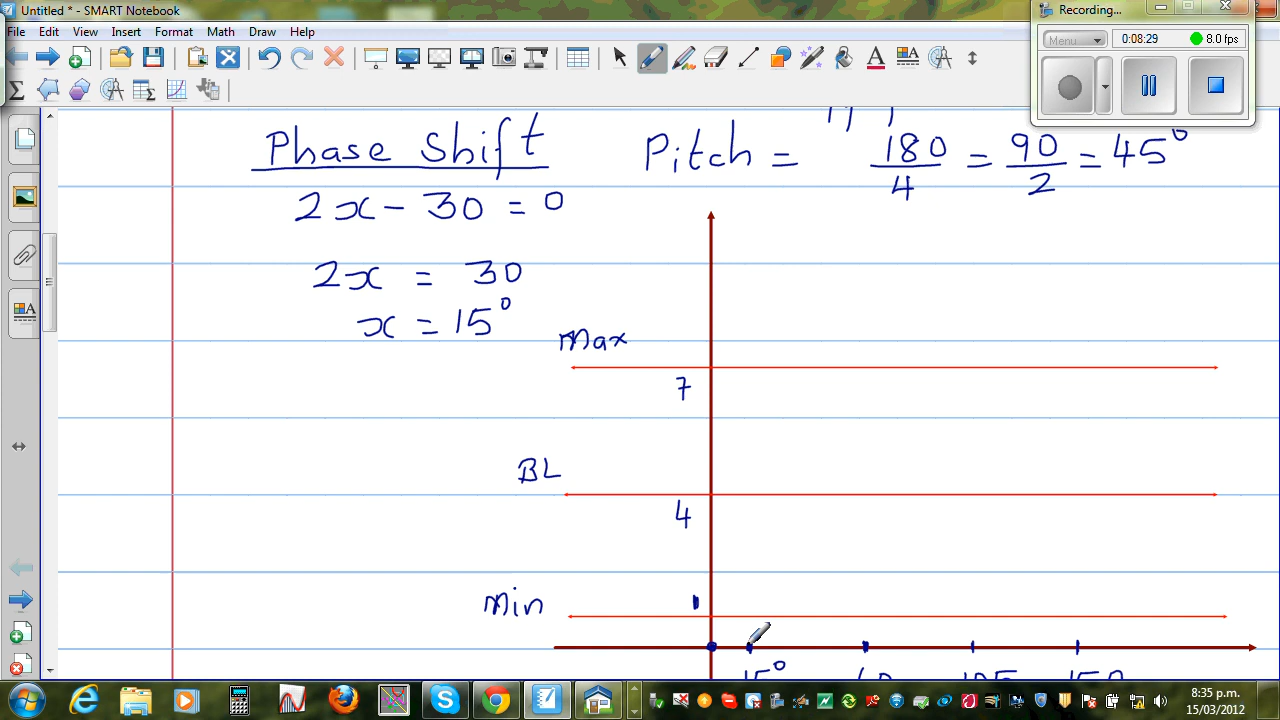 Untitled * - SMART Notebook
Recording...
File Edit View Insert Format Math Draw Help
Menu 0:08:29 8.0 fps
Phase Shift
Pitch = 180/4 = 90/2 = 45°
2x - 30 = 0
2x = 30
x = 15°
Max
7
BL
4
Min
1
15°
8:35 p.m.
15/03/2012